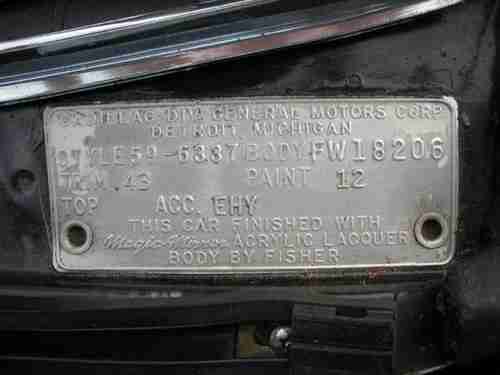 CADILLAC DIV. GENERAL MOTORS CORP.
DETROIT, MICHIGAN
STYLE 59-6337 BODY FW18206
TRIM 43 PAINT 12
TOP ACC. EHY
THIS CAR FINISHED WITH
Magic-Mirror ACRYLIC LACQUER
BODY BY FISHER